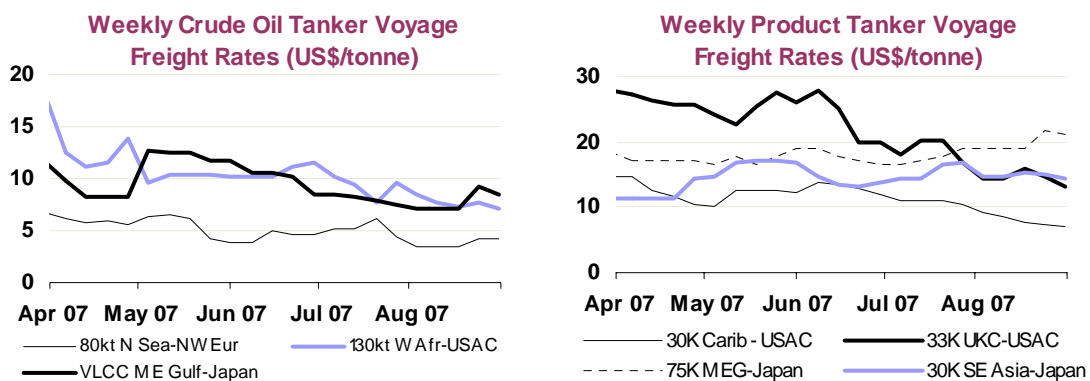 Weekly Crude Oil Tanker Voyage
Freight Rates (US$/tonne)
20
15
10
5
0
Apr 07 May 07 Jun 07 Jul 07 Aug 07
80kt N Sea-NW Eur 130kt W Afr-USAC
VLCC ME Gulf-Japan
Weekly Product Tanker Voyage
Freight Rates (US$/tonne)
30
20
10
0
Apr 07 May 07 Jun 07 Jul 07 Aug 07
30K Carib - USAC 33K UKC-USAC
75K MEG-Japan 30K SE Asia-Japan